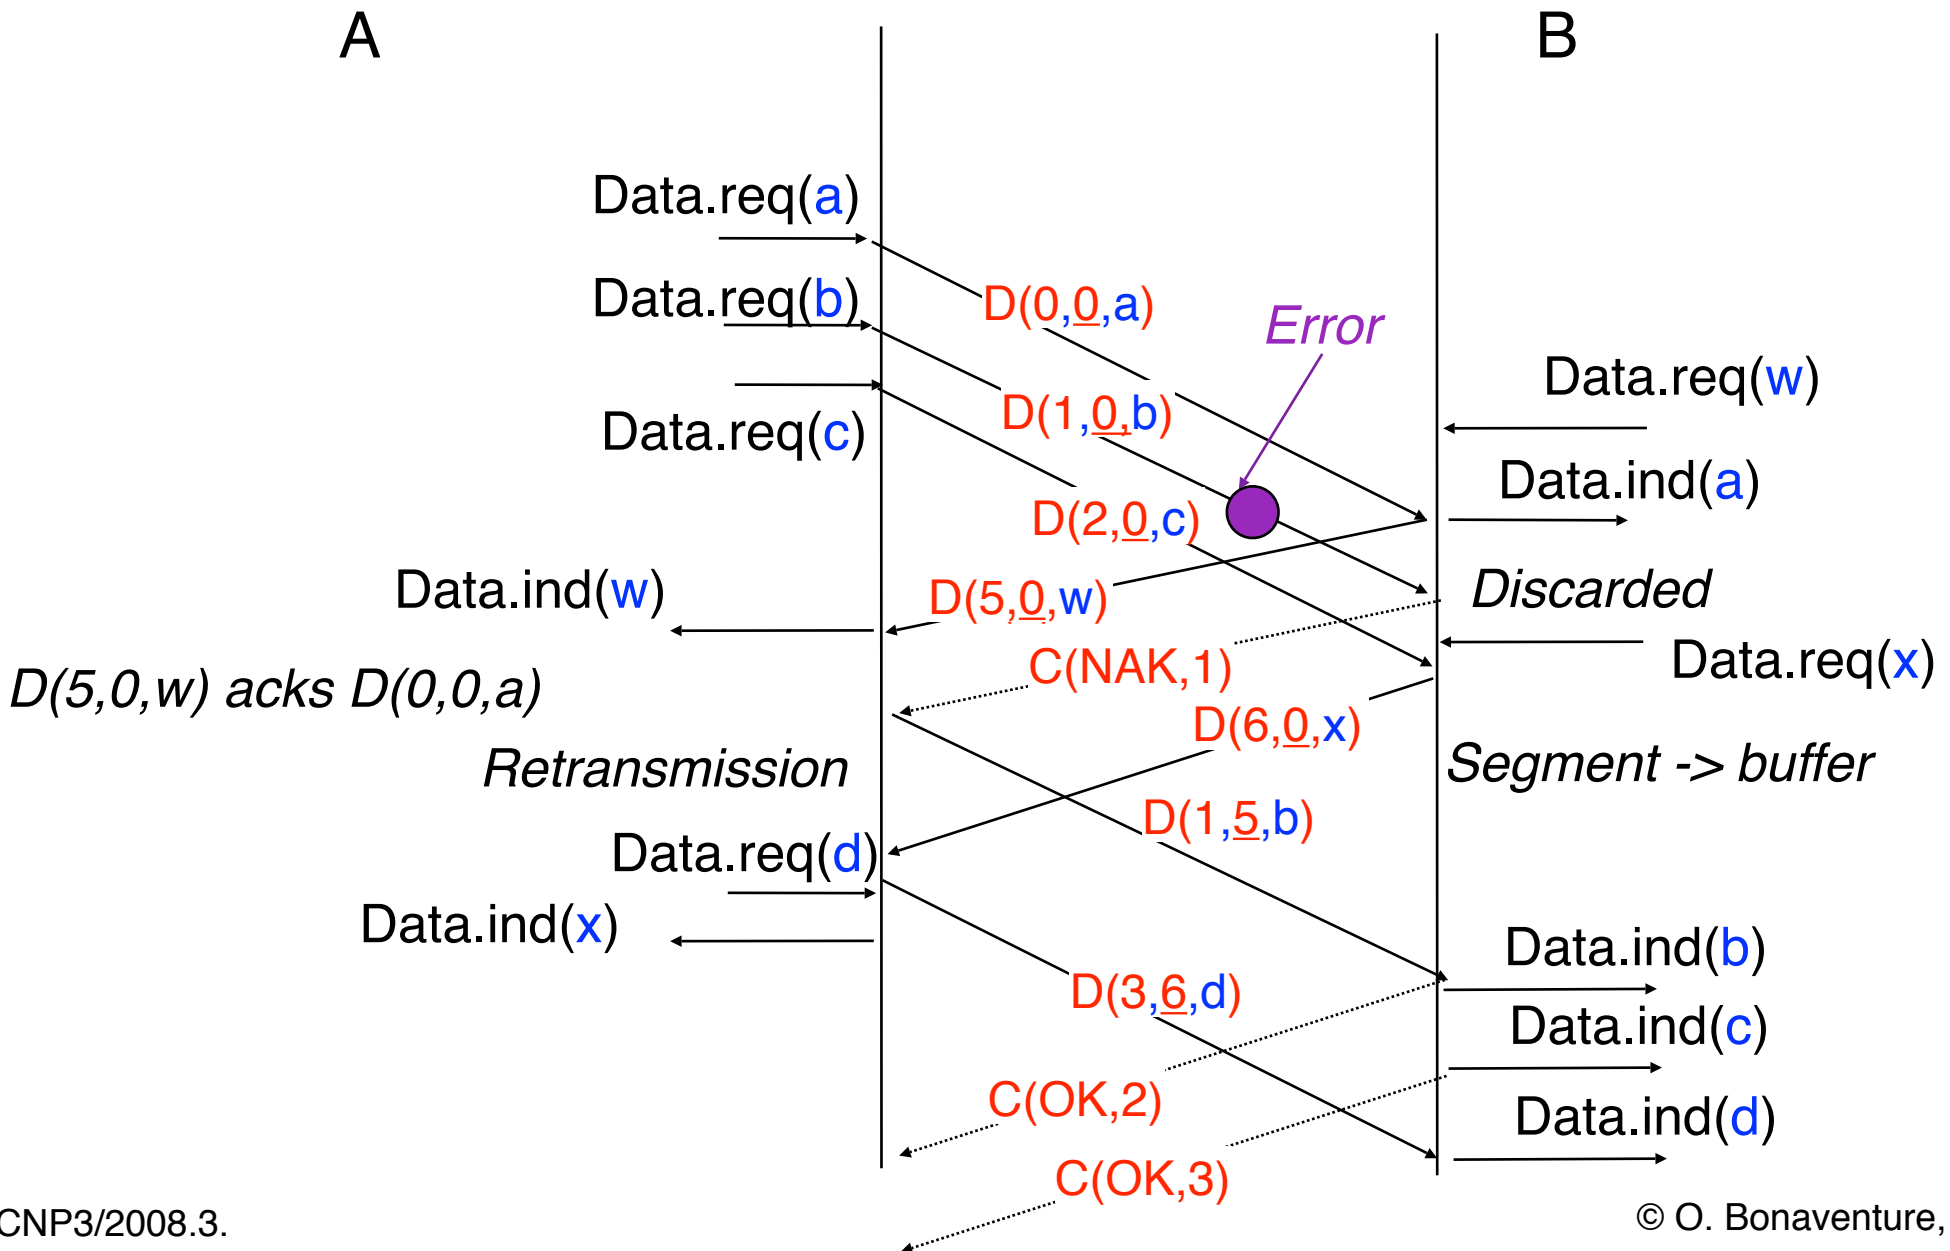 A
B
Data.req(a)
Data.req(b)
D(0,0,a)
Error
Data.req(w)
D(1,0,b)
Data.req(c)
Data.ind(a)
D(2,0,c)
Data.ind(w)
D(5,0,w)
Discarded
C(NAK,1)
Data.req(x)
D(5,0,w) acks D(0,0,a)
D(6,0,x)
Retransmission
Segment -> buffer
D(1,5,b)
Data.req(d)
Data.ind(x)
Data.ind(b)
D(3,6,d)
Data.ind(c)
C(OK,2)
Data.ind(d)
C(OK,3)
CNP3/2008.3.
© O. Bonaventure,